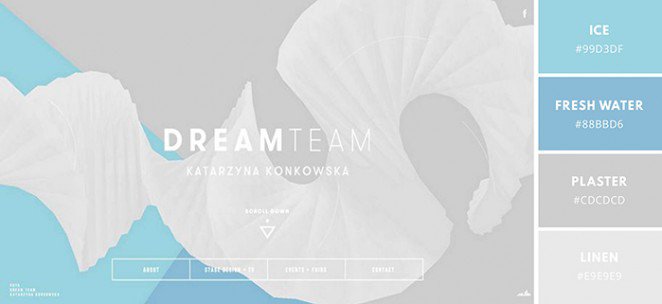 f
DREAMTEAM
KATARZYNA KONKOWSKA
SCROLL DOWN
ABOUT
STAGE DESIGN + CV
EVENTS + SHOWS
CONTACT
DREAM TEAM
KATARZYNA KONKOWSKA
ICE
#99D3DF
FRESH WATER
#88BBD6
PLASTER
#CDCDCD
LINEN
#E9E9E9